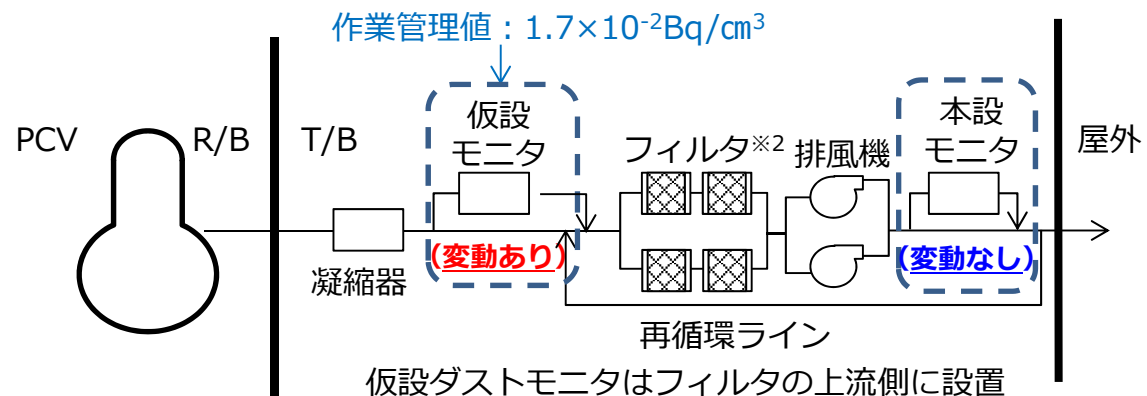 作業管理値：1.7×10⁻²Bq/㎝³
PCV
R/B
T/B
仮設
モニタ
フィルタ※2
排風機
本設
モニタ
屋外
(変動あり)
(変動なし)
凝縮器
再循環ライン
仮設ダストモニタはフィルタの上流側に設置